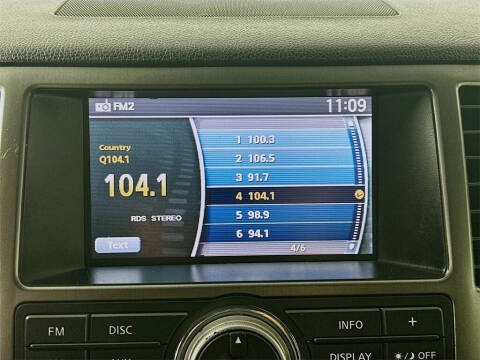 FM2 11:09
Country
Q104.1
104.1
RDS STEREO
Text
1 100.3
2 106.5
3 91.7
4 104.1
5 98.9
6 94.1
4/6
FM DISC INFO +
DISPLAY OFF